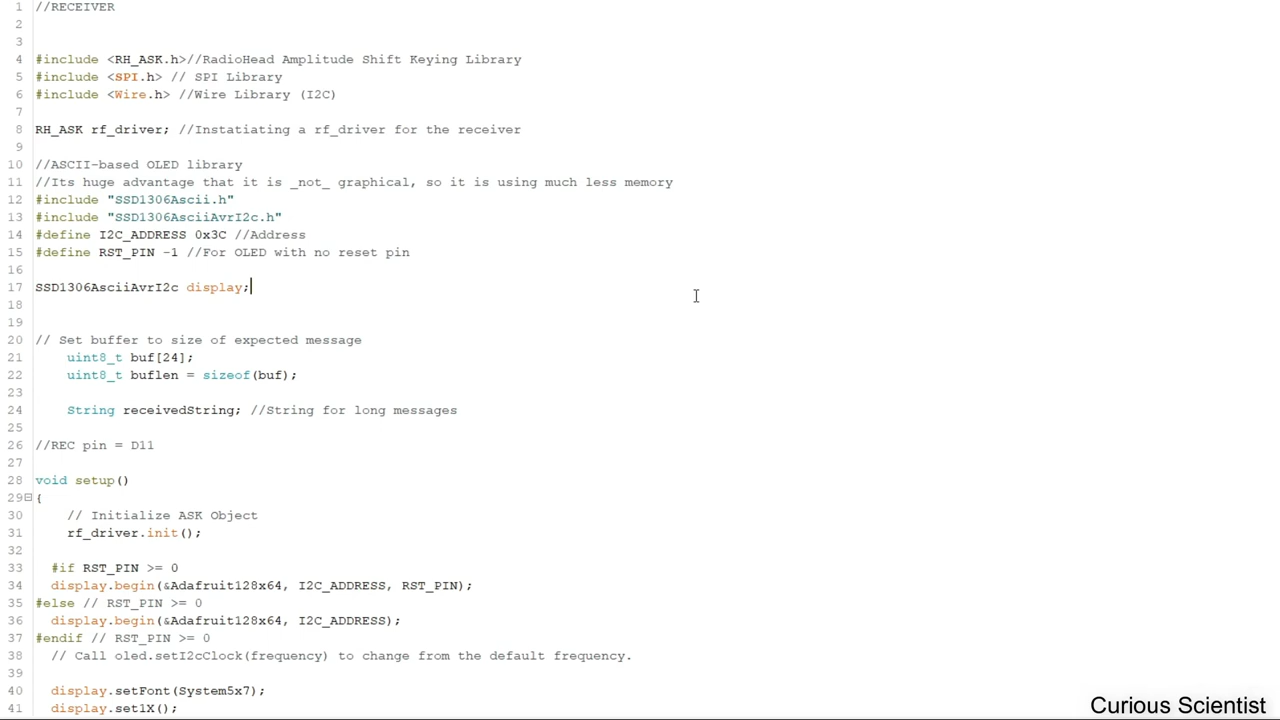 1 //RECEIVER
2
3
4 #include <RH_ASK.h>//RadioHead Amplitude Shift Keying Library
5 #include <SPI.h> // SPI Library
6 #include <Wire.h> //Wire Library (I2C)
7
8 RH_ASK rf_driver; //Instatiating a rf_driver for the receiver
9
10 //ASCII-based OLED library
11 //Its huge advantage that it is _not_ graphical, so it is using much less memory
12 #include "SSD1306Ascii.h"
13 #include "SSD1306AsciiAvrI2c.h"
14 #define I2C_ADDRESS 0x3C //Address
15 #define RST_PIN -1 //For OLED with no reset pin
16
17 SSD1306AsciiAvrI2c display;
18
19
20 // Set buffer to size of expected message
21     uint8_t buf[24];
22     uint8_t buflen = sizeof(buf);
23
24     String receivedString; //String for long messages
25
26 //REC pin = D11
27
28 void setup()
29 {
30     // Initialize ASK Object
31     rf_driver.init();
32
33   #if RST_PIN >= 0
34   display.begin(&Adafruit128x64, I2C_ADDRESS, RST_PIN);
35 #else // RST_PIN >= 0
36   display.begin(&Adafruit128x64, I2C_ADDRESS);
37 #endif // RST_PIN >= 0
38   // Call oled.setI2cClock(frequency) to change from the default frequency.
39
40   display.setFont(System5x7);
41   display.set1X();
Curious Scientist